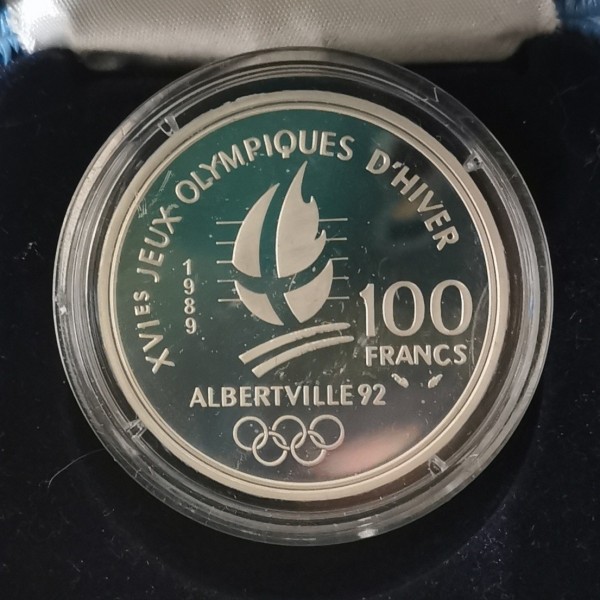 XVIES JEUX OLYMPIQUES D'HIVER
1989
100
FRANCS
ALBERTVILLE 92